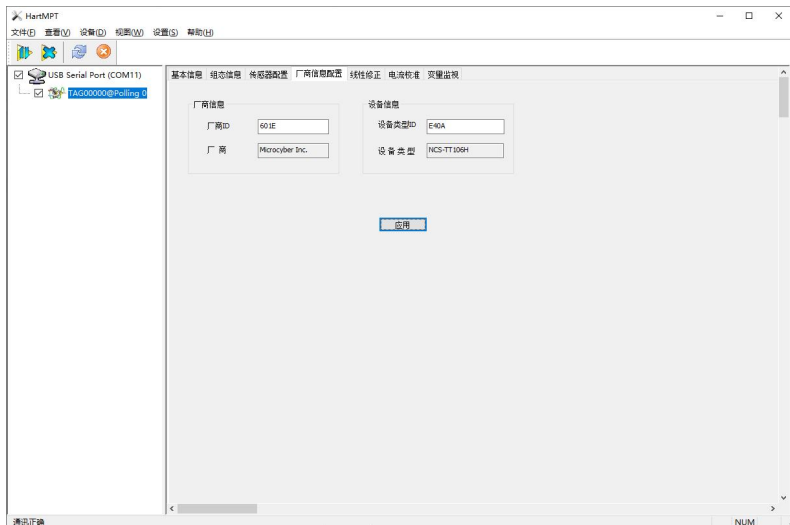 HartMPT
文件(F) 查看(V) 设备(D) 视图(W) 设置(S) 帮助(H)
USB Serial Port (COM11)
TAG00000@Polling 0
基本信息 组态信息 传感器配置 厂商信息配置 线性修正 电流校准 变量监视
厂商信息 设备信息
厂商ID 601E 设备类型ID E40A
厂 商 Microcyber Inc. 设 备 类 型 NCS-TT106H
应用
通讯正确 NUM